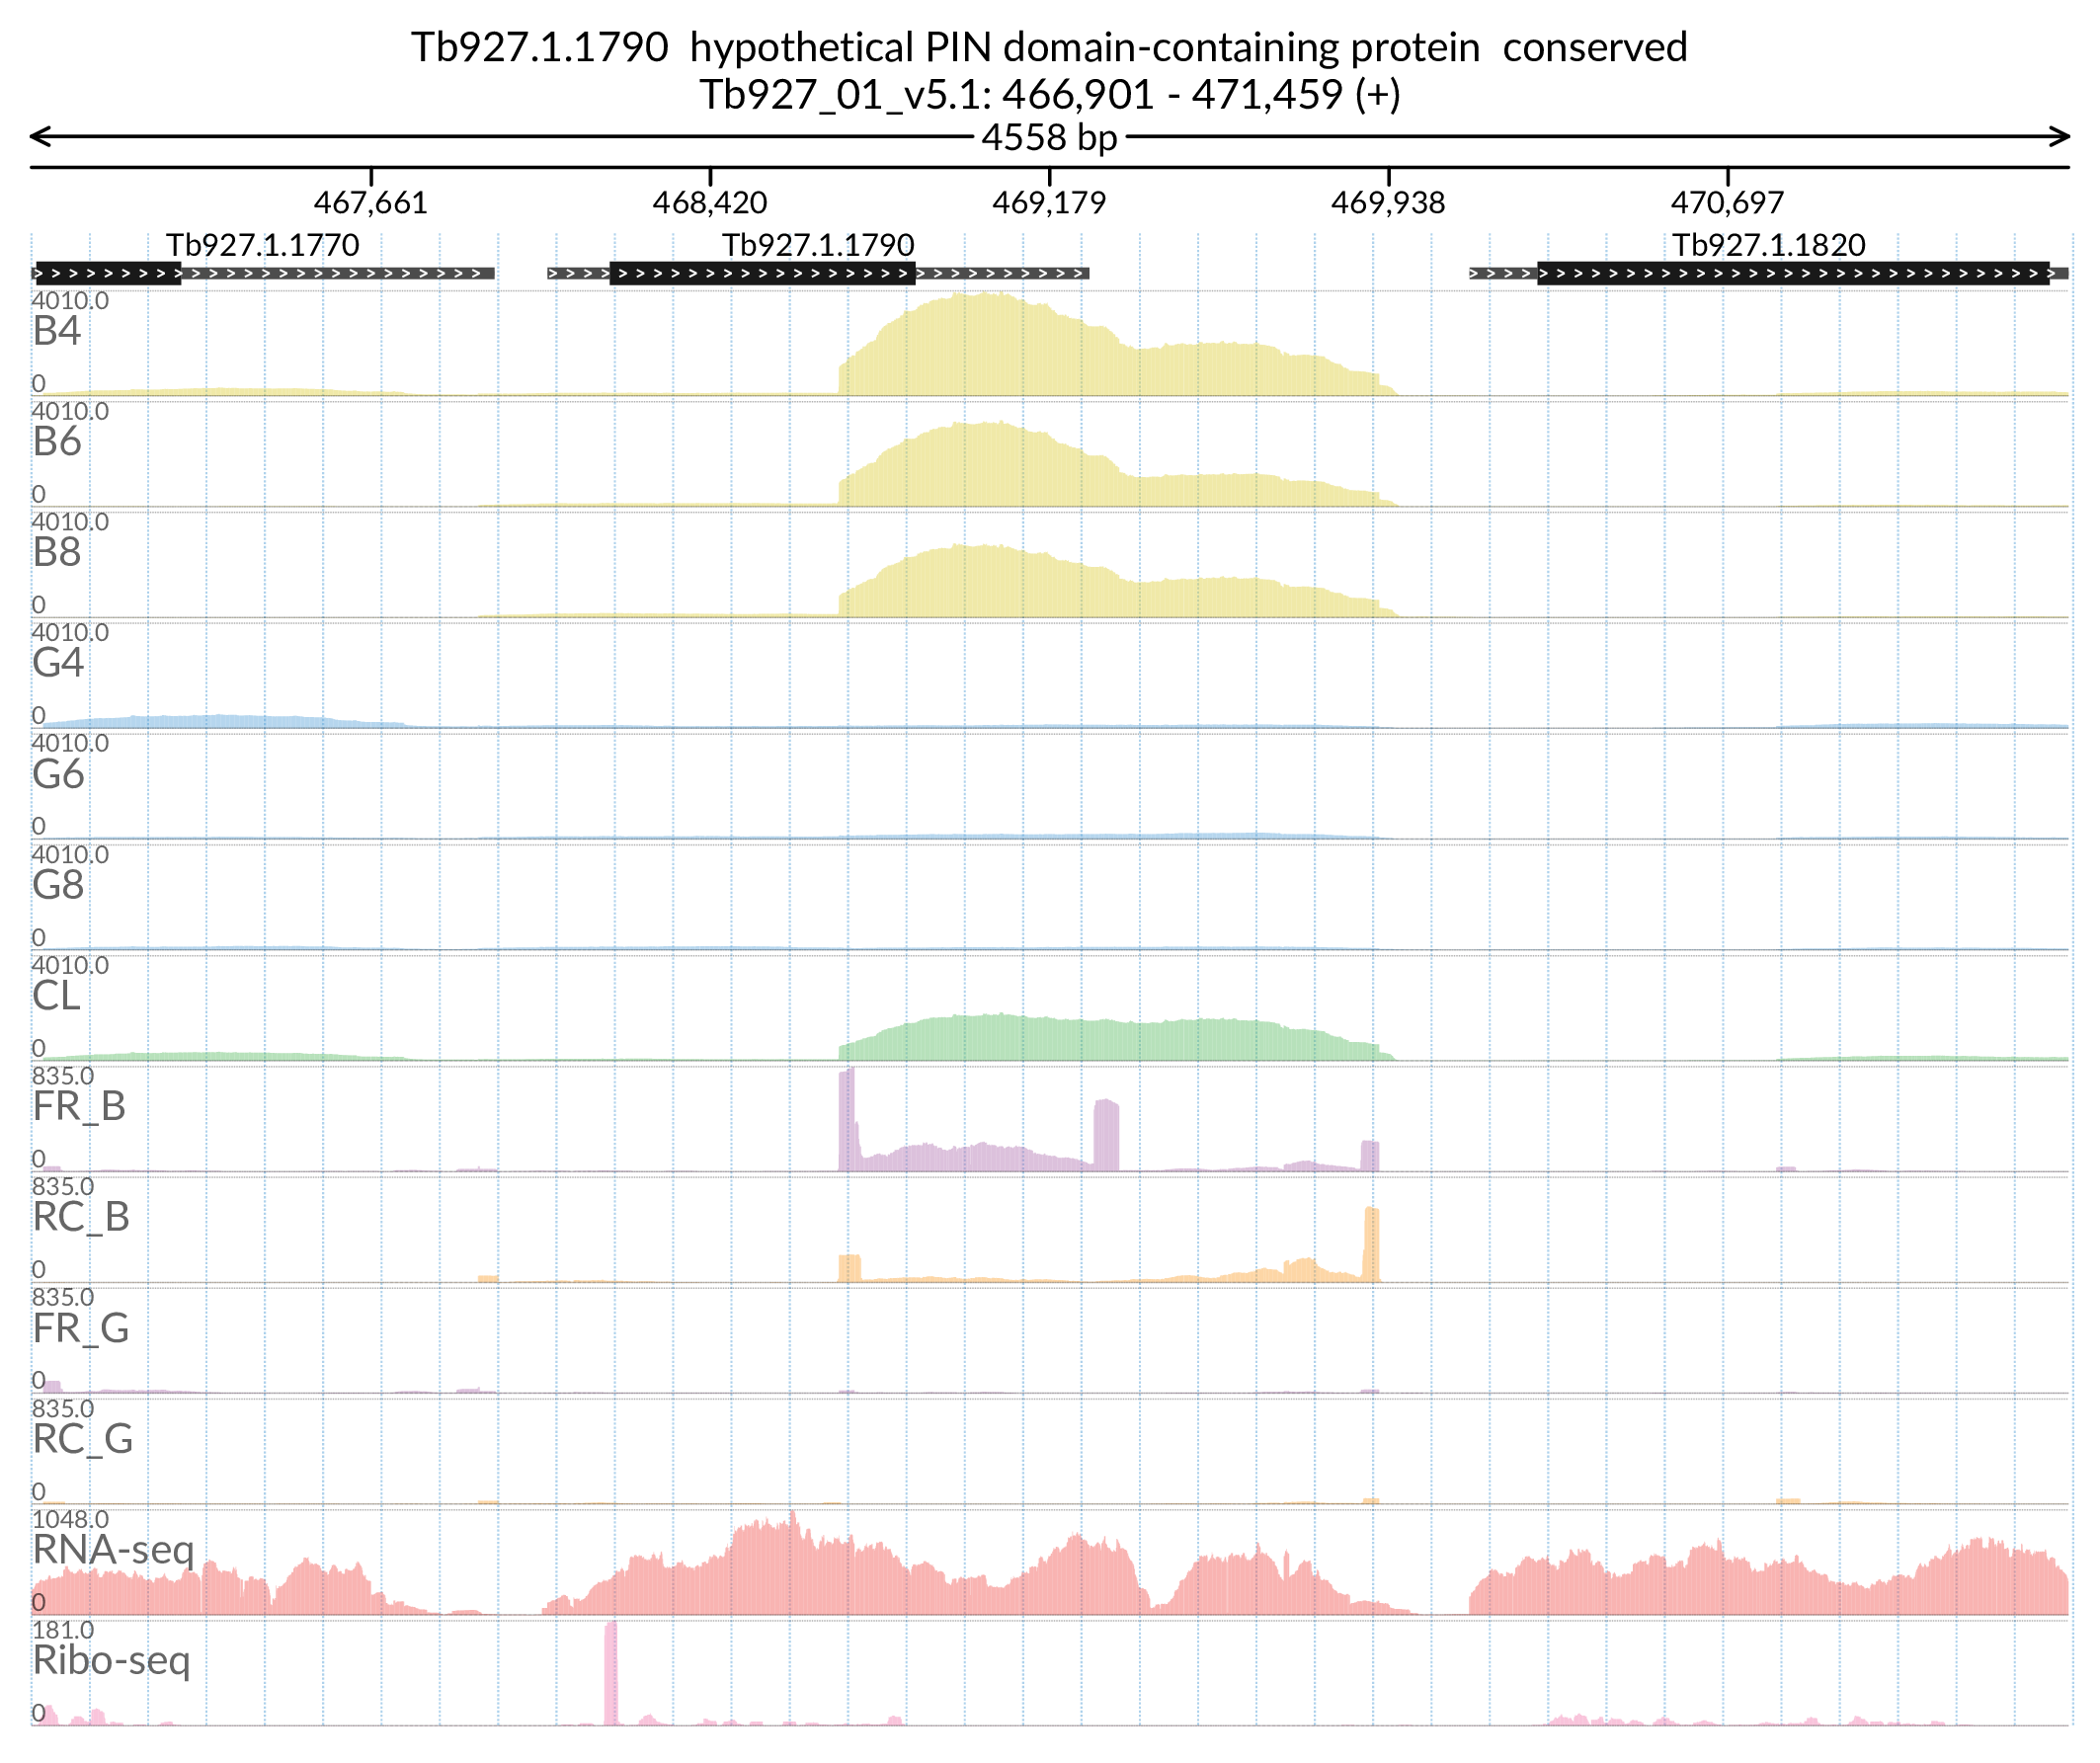 Tb927.1.1790  hypothetical PIN domain-containing protein  conserved
Tb927_01_v5.1: 466,901 - 471,459 (+)
4558 bp
467,661 468,420 469,179 469,938 470,697
Tb927.1.1770 Tb927.1.1790 Tb927.1.1820
4010.0
B4
0
4010.0
B6
0
4010.0
B8
0
4010.0
G4
0
4010.0
G6
0
4010.0
G8
0
4010.0
CL
0
835.0
FR_B
0
835.0
RC_B
0
835.0
FR_G
0
835.0
RC_G
0
1048.0
RNA-seq
0
181.0
Ribo-seq
0